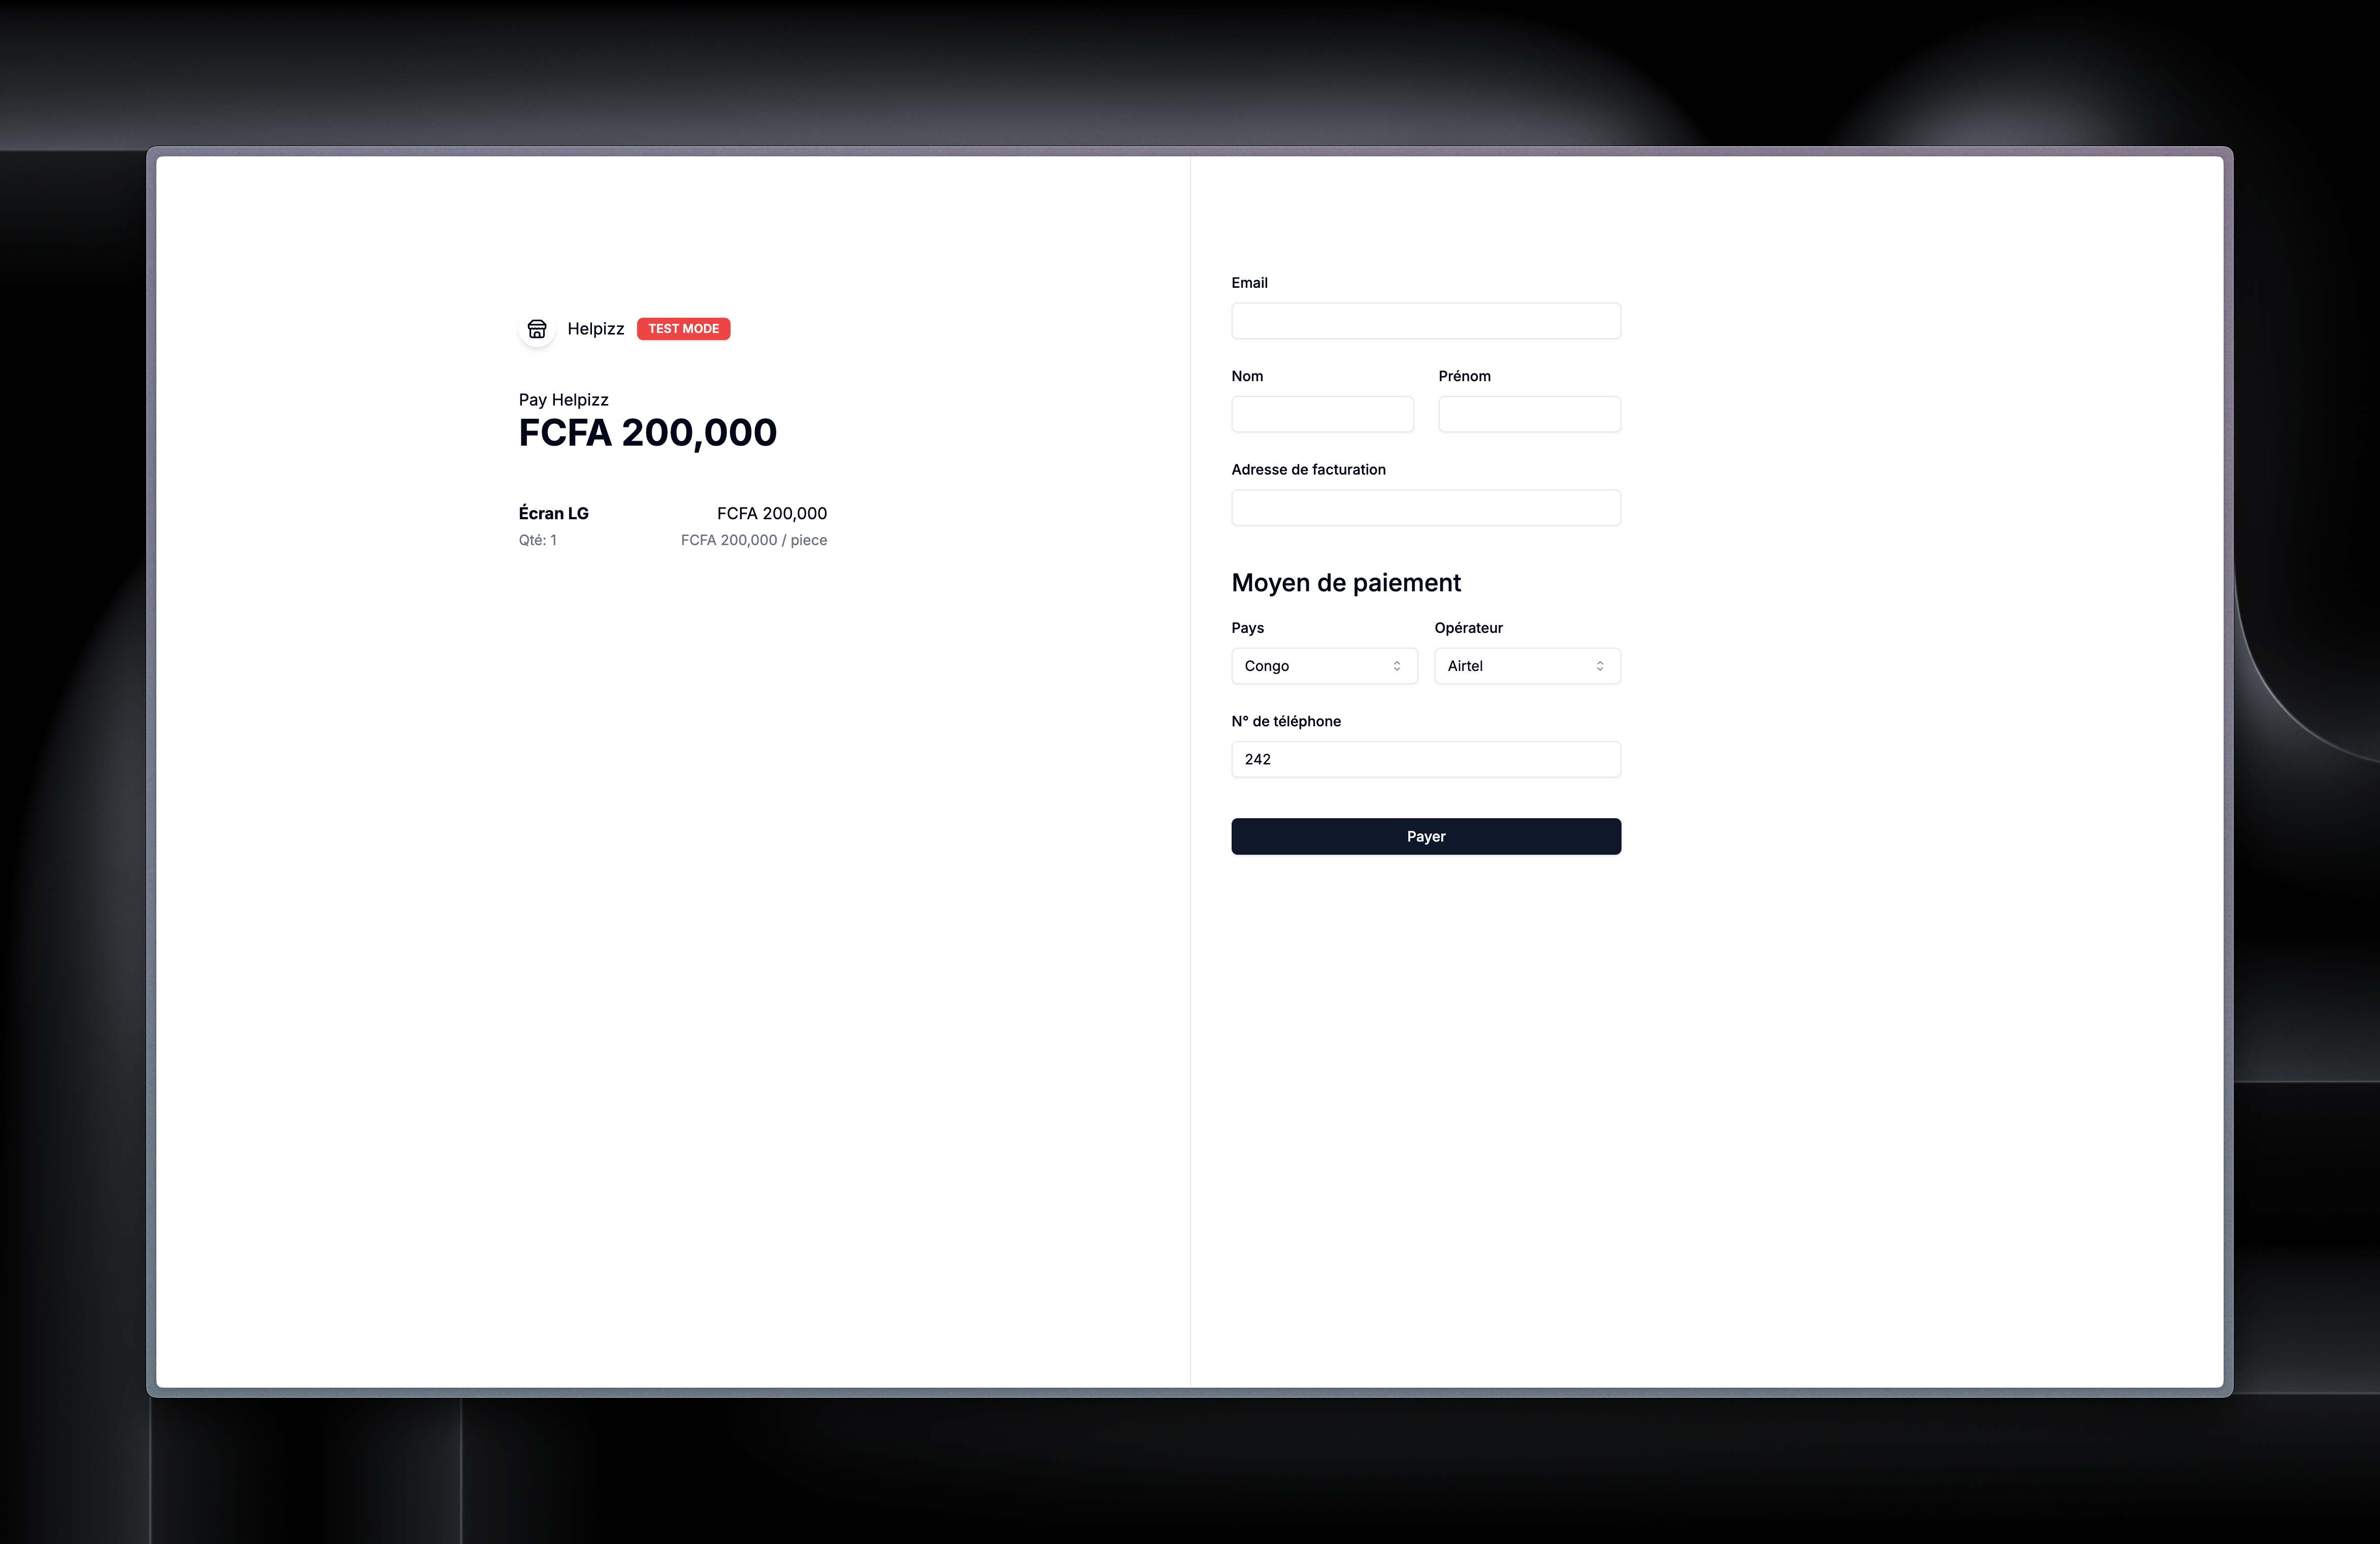 Helpizz TEST MODE
Pay Helpizz
FCFA 200,000
Écran LG FCFA 200,000
Qté: 1 FCFA 200,000 / piece
Email
Nom Prénom
Adresse de facturation
Moyen de paiement
Pays Opérateur
Congo Airtel
N° de téléphone
242
Payer